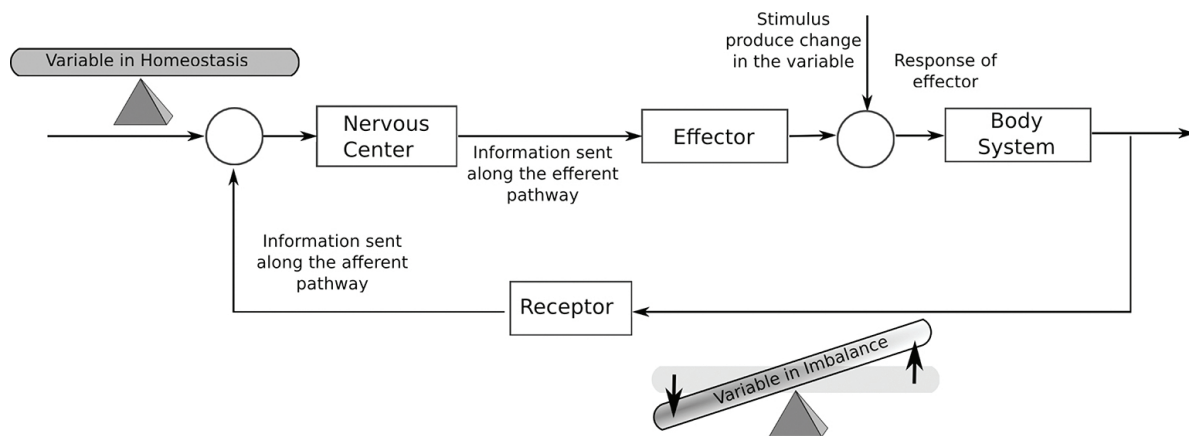 Variable in Homeostasis
Stimulus
produce change
in the variable
Response of
effector
Nervous
Center
Information sent
along the efferent
pathway
Effector
Body
System
Information sent
along the afferent
pathway
Receptor
Variable in Imbalance